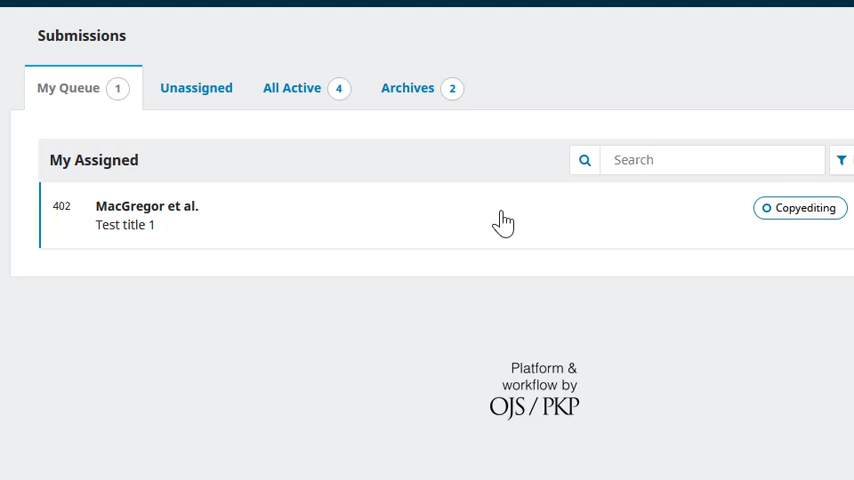 Submissions
My Queue 1 Unassigned All Active 4 Archives 2
My Assigned Search
402 MacGregor et al. Copyediting
Test title 1
Platform &
workflow by
OJS / PKP